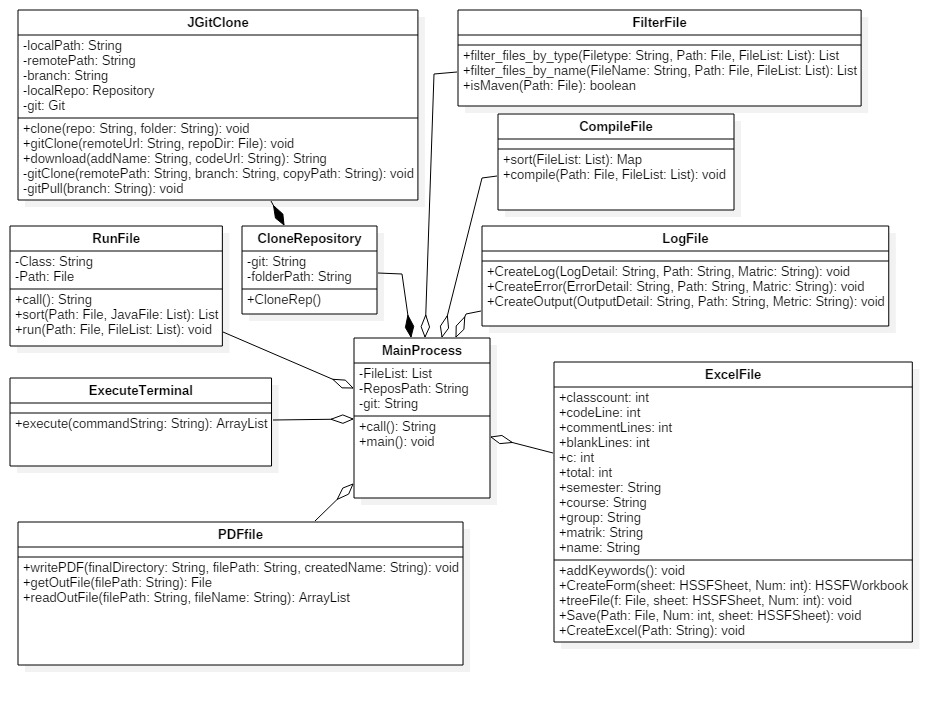 JGitClone
-localPath: String
-remotePath: String
-branch: String
-localRepo: Repository
-git: Git
+clone(repo: String, folder: String): void
+gitClone(remoteUrl: String, repoDir: File): void
+download(addName: String, codeUrl: String): String
-gitClone(remotePath: String, branch: String, copyPath: String): void
-gitPull(branch: String): void
FilterFile
+filter_files_by_type(Filetype: String, Path: File, FileList: List): List
+filter_files_by_name(FileName: String, Path: File, FileList: List): List
+isMaven(Path: File): boolean
CompileFile
+sort(FileList: List): Map
+compile(Path: File, FileList: List): void
RunFile
-Class: String
-Path: File
+call(): String
+sort(Path: File, JavaFile: List): List
+run(Path: File, FileList: List): void
CloneRepository
-git: String
-folderPath: String
+CloneRep()
LogFile
+CreateLog(LogDetail: String, Path: String, Matric: String): void
+CreateError(ErrorDetail: String, Path: String, Matric: String): void
+CreateOutput(OutputDetail: String, Path: String, Metric: String): void
MainProcess
-FileList: List
-ReposPath: String
-git: String
+call(): String
+main(): void
ExecuteTerminal
+execute(commandString: String): ArrayList
ExcelFile
+classcount: int
+codeLine: int
+commentLines: int
+blankLines: int
+c: int
+total: int
+semester: String
+course: String
+group: String
+matrik: String
+name: String
+addKeywords(): void
+CreateForm(sheet: HSSFSheet, Num: int): HSSFWorkbook
+treeFile(f: File, sheet: HSSFSheet, Num: int): void
+Save(Path: File, Num: int, sheet: HSSFSheet): void
+CreateExcel(Path: String): void
PDFfile
+writePDF(finalDirectory: String, filePath: String, createdName: String): void
+getOutFile(filePath: String): File
+readOutFile(filePath: String, fileName: String): ArrayList